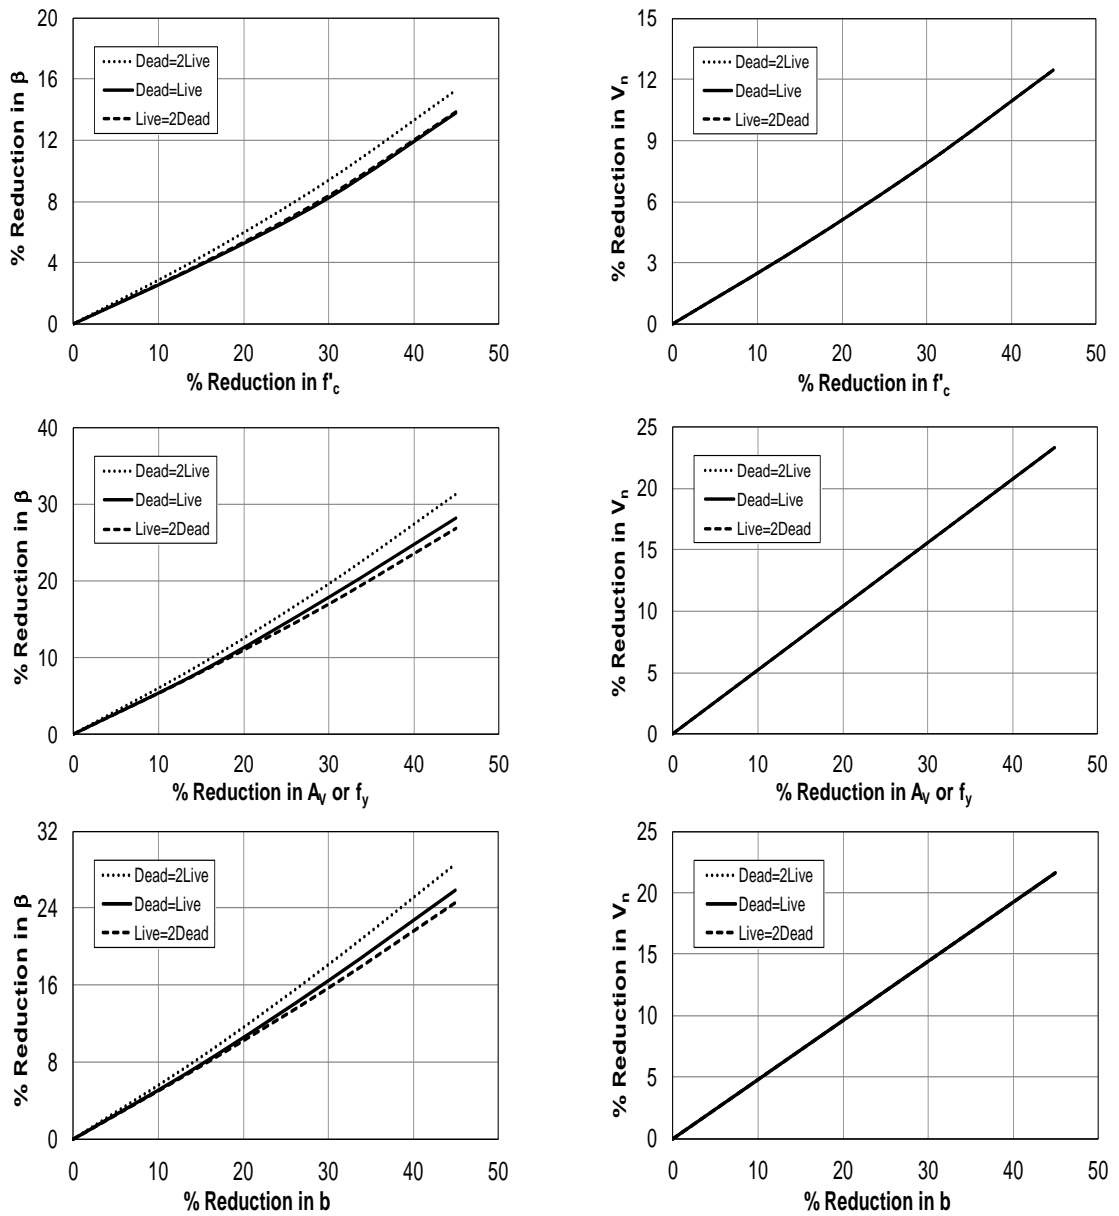 % Reduction in β
20
16
12
8
4
0
Dead=2Live
Dead=Live
Live=2Dead
0 10 20 30 40 50
% Reduction in f'c
% Reduction in Vn
15
12
9
6
3
0
Dead=2Live
Dead=Live
Live=2Dead
0 10 20 30 40 50
% Reduction in f'c
% Reduction in β
40
30
20
10
0
Dead=2Live
Dead=Live
Live=2Dead
0 10 20 30 40 50
% Reduction in AV or fy
% Reduction in Vn
25
20
15
10
5
0
Dead=2Live
Dead=Live
Live=2Dead
0 10 20 30 40 50
% Reduction in AV or fy
% Reduction in β
32
24
16
8
0
Dead=2Live
Dead=Live
Live=2Dead
0 10 20 30 40 50
% Reduction in b
% Reduction in Vn
25
20
15
10
5
0
Dead=2Live
Dead=Live
Live=2Dead
0 10 20 30 40 50
% Reduction in b